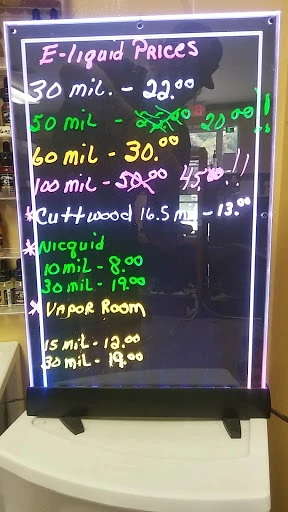 E-liquid Prices
30 mil. - 22.00
50 mil - 20.00!!
60 mil - 30.00
100 mil - 50.00 45.00!!
*Cuttwood 16.5 mil - 13.00
*Nicquid
10 mil - 8.00
30 mil - 19.00
*Vapor Room
15 mil - 12.00
30 mil - 19.00